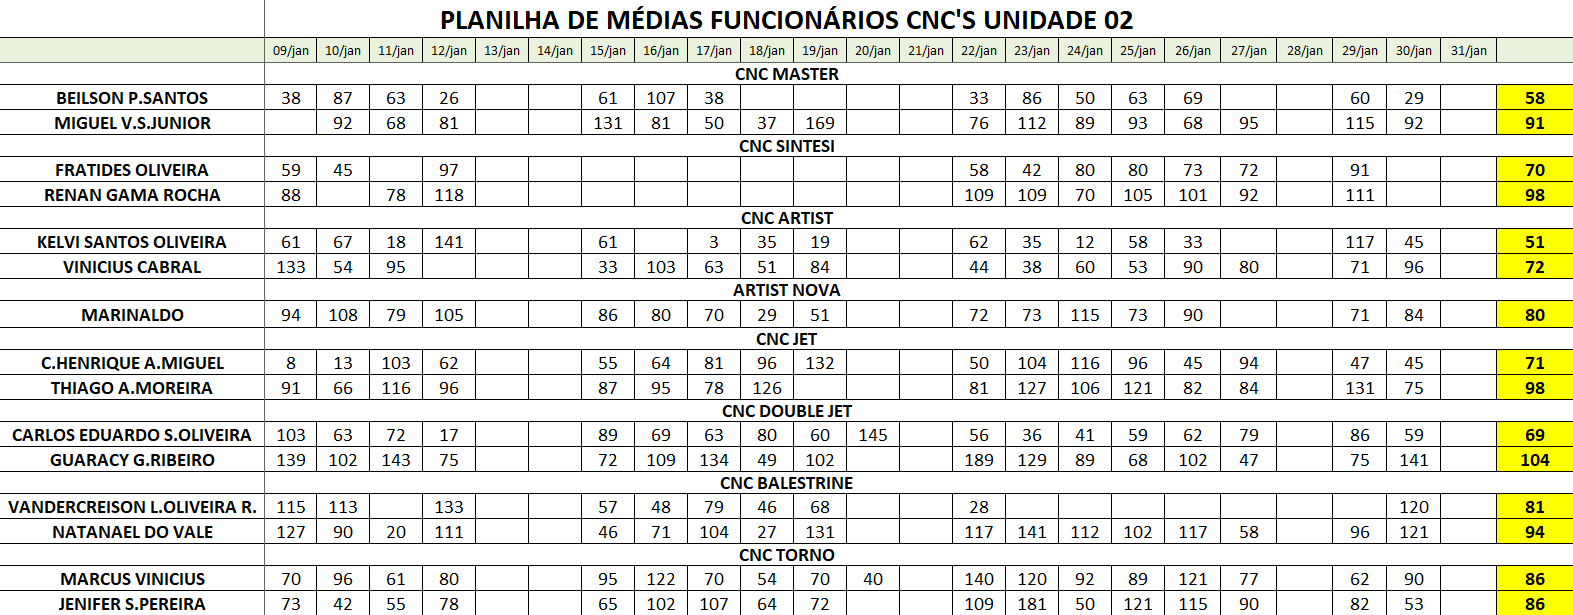 PLANILHA DE MÉDIAS FUNCIONÁRIOS CNC'S UNIDADE 02
09/jan 10/jan 11/jan 12/jan 13/jan 14/jan 15/jan 16/jan 17/jan 18/jan 19/jan 20/jan 21/jan 22/jan 23/jan 24/jan 25/jan 26/jan 27/jan 28/jan 29/jan 30/jan 31/jan
CNC MASTER
BEILSON P.SANTOS 38 87 63 26 61 107 38 33 86 50 63 69 60 29 58
MIGUEL V.S.JUNIOR 92 68 81 131 81 50 37 169 76 112 89 93 68 95 115 92 91
CNC SINTESI
FRATIDES OLIVEIRA 59 45 97 58 42 80 80 73 72 91 70
RENAN GAMA ROCHA 88 78 118 109 109 70 105 101 92 111 98
CNC ARTIST
KELVI SANTOS OLIVEIRA 61 67 18 141 61 3 35 19 62 35 12 58 33 117 45 51
VINICIUS CABRAL 133 54 95 33 103 63 51 84 44 38 60 53 90 80 71 96 72
ARTIST NOVA
MARINALDO 94 108 79 105 86 80 70 29 51 72 73 115 73 90 71 84 80
CNC JET
C.HENRIQUE A.MIGUEL 8 13 103 62 55 64 81 96 132 50 104 116 96 45 94 47 45 71
THIAGO A.MOREIRA 91 66 116 96 87 95 78 126 81 127 106 121 82 84 131 75 98
CNC DOUBLE JET
CARLOS EDUARDO S.OLIVEIRA 103 63 72 17 89 69 63 80 60 145 56 36 41 59 62 79 86 59 69
GUARACY G.RIBEIRO 139 102 143 75 72 109 134 49 102 189 129 89 68 102 47 75 141 104
CNC BALESTRINE
VANDERCREISON L.OLIVEIRA R. 115 113 133 57 48 79 46 68 28 120 81
NATANAEL DO VALE 127 90 20 111 46 71 104 27 131 117 141 112 102 117 58 96 121 94
CNC TORNO
MARCUS VINICIUS 70 96 61 80 95 122 70 54 70 40 140 120 92 89 121 77 62 90 86
JENIFER S.PEREIRA 73 42 55 78 65 102 107 64 72 109 181 50 121 115 90 82 53 86